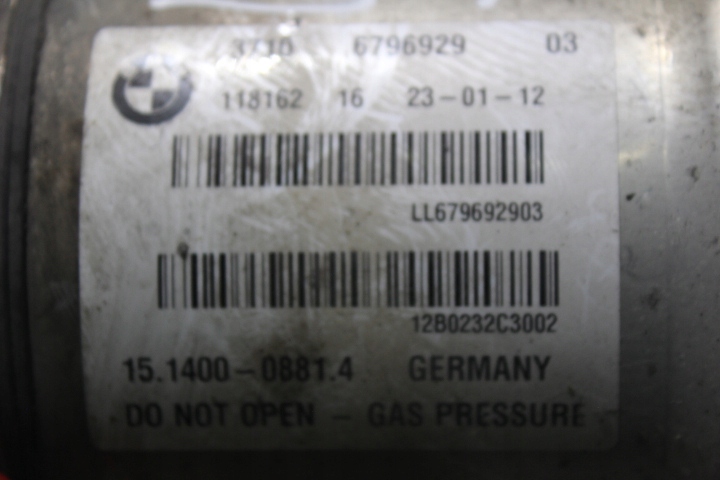 3710 6796929 03
118162 16 23-01-12
LL679692903
12B0232C3002
15.1400-0881.4 GERMANY
DO NOT OPEN - GAS PRESSURE